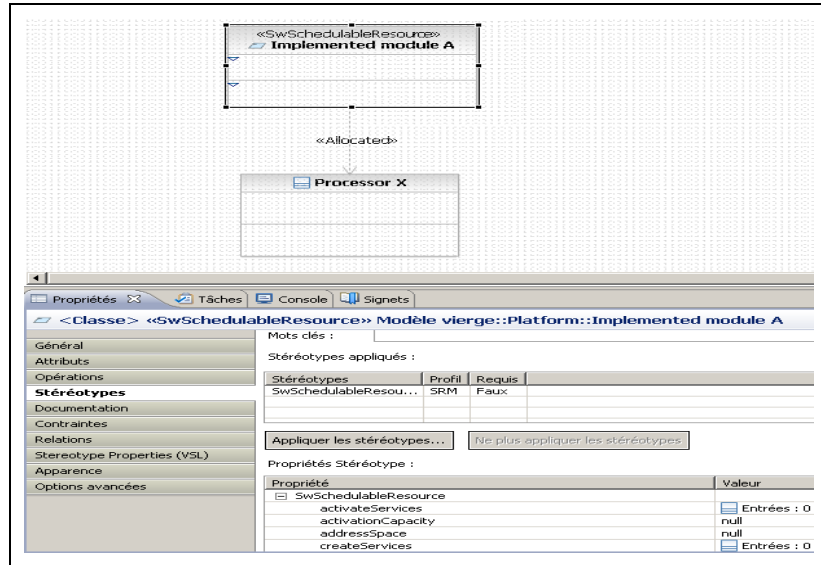 «SwSchedulableResource»
Implemented module A
«Allocated»
Processor X
Propriétés Tâches Console Signets
<Classe> «SwSchedulableResource» Modèle vierge::Platform::Implemented module A
Général
Attributs
Opérations
Stéréotypes
Documentation
Contraintes
Relations
Stereotype Properties (VSL)
Apparence
Options avancées
Mots clés :
Stéréotypes appliqués :
Stéréotypes Profil Requis
SwSchedulableResou... SRM Faux
Appliquer les stéréotypes... Ne plus appliquer les stéréotypes
Propriétés Stéréotype :
Propriété Valeur
SwSchedulableResource
activateServices Entrées : 0
activationCapacity null
addressSpace null
createServices Entrées : 0